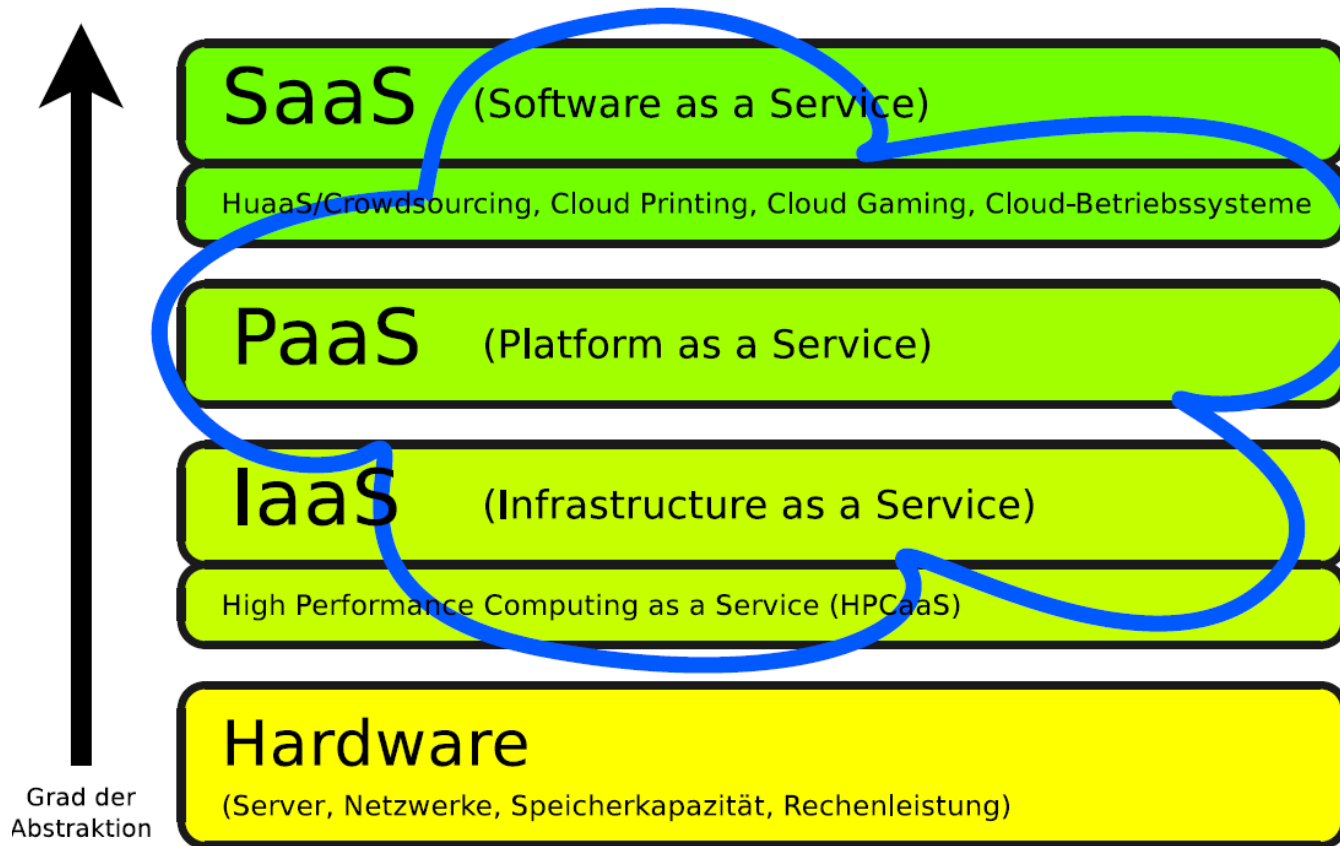 SaaS (Software as a Service)
HuaaS/Crowdsourcing, Cloud Printing, Cloud Gaming, Cloud-Betriebssysteme
PaaS (Platform as a Service)
IaaS (Infrastructure as a Service)
High Performance Computing as a Service (HPCaaS)
Hardware
(Server, Netzwerke, Speicherkapazität, Rechenleistung)
Grad der
Abstraktion